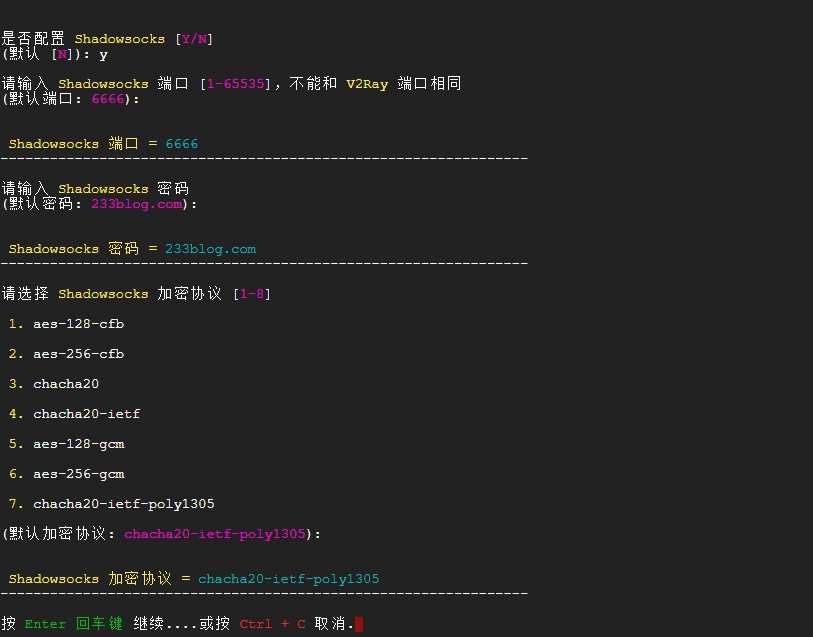 是否配置 Shadowsocks [Y/N]
(默认 [N]): y
请输入 Shadowsocks 端口 [1-65535]，不能和 V2Ray 端口相同
(默认端口: 6666):
Shadowsocks 端口 = 6666
----------------------------------------------------------------
请输入 Shadowsocks 密码
(默认密码: 233blog.com):
Shadowsocks 密码 = 233blog.com
----------------------------------------------------------------
请选择 Shadowsocks 加密协议 [1-8]
1. aes-128-cfb
2. aes-256-cfb
3. chacha20
4. chacha20-ietf
5. aes-128-gcm
6. aes-256-gcm
7. chacha20-ietf-poly1305
(默认加密协议: chacha20-ietf-poly1305):
Shadowsocks 加密协议 = chacha20-ietf-poly1305
----------------------------------------------------------------
按 Enter 回车键 继续....或按 Ctrl + C 取消.